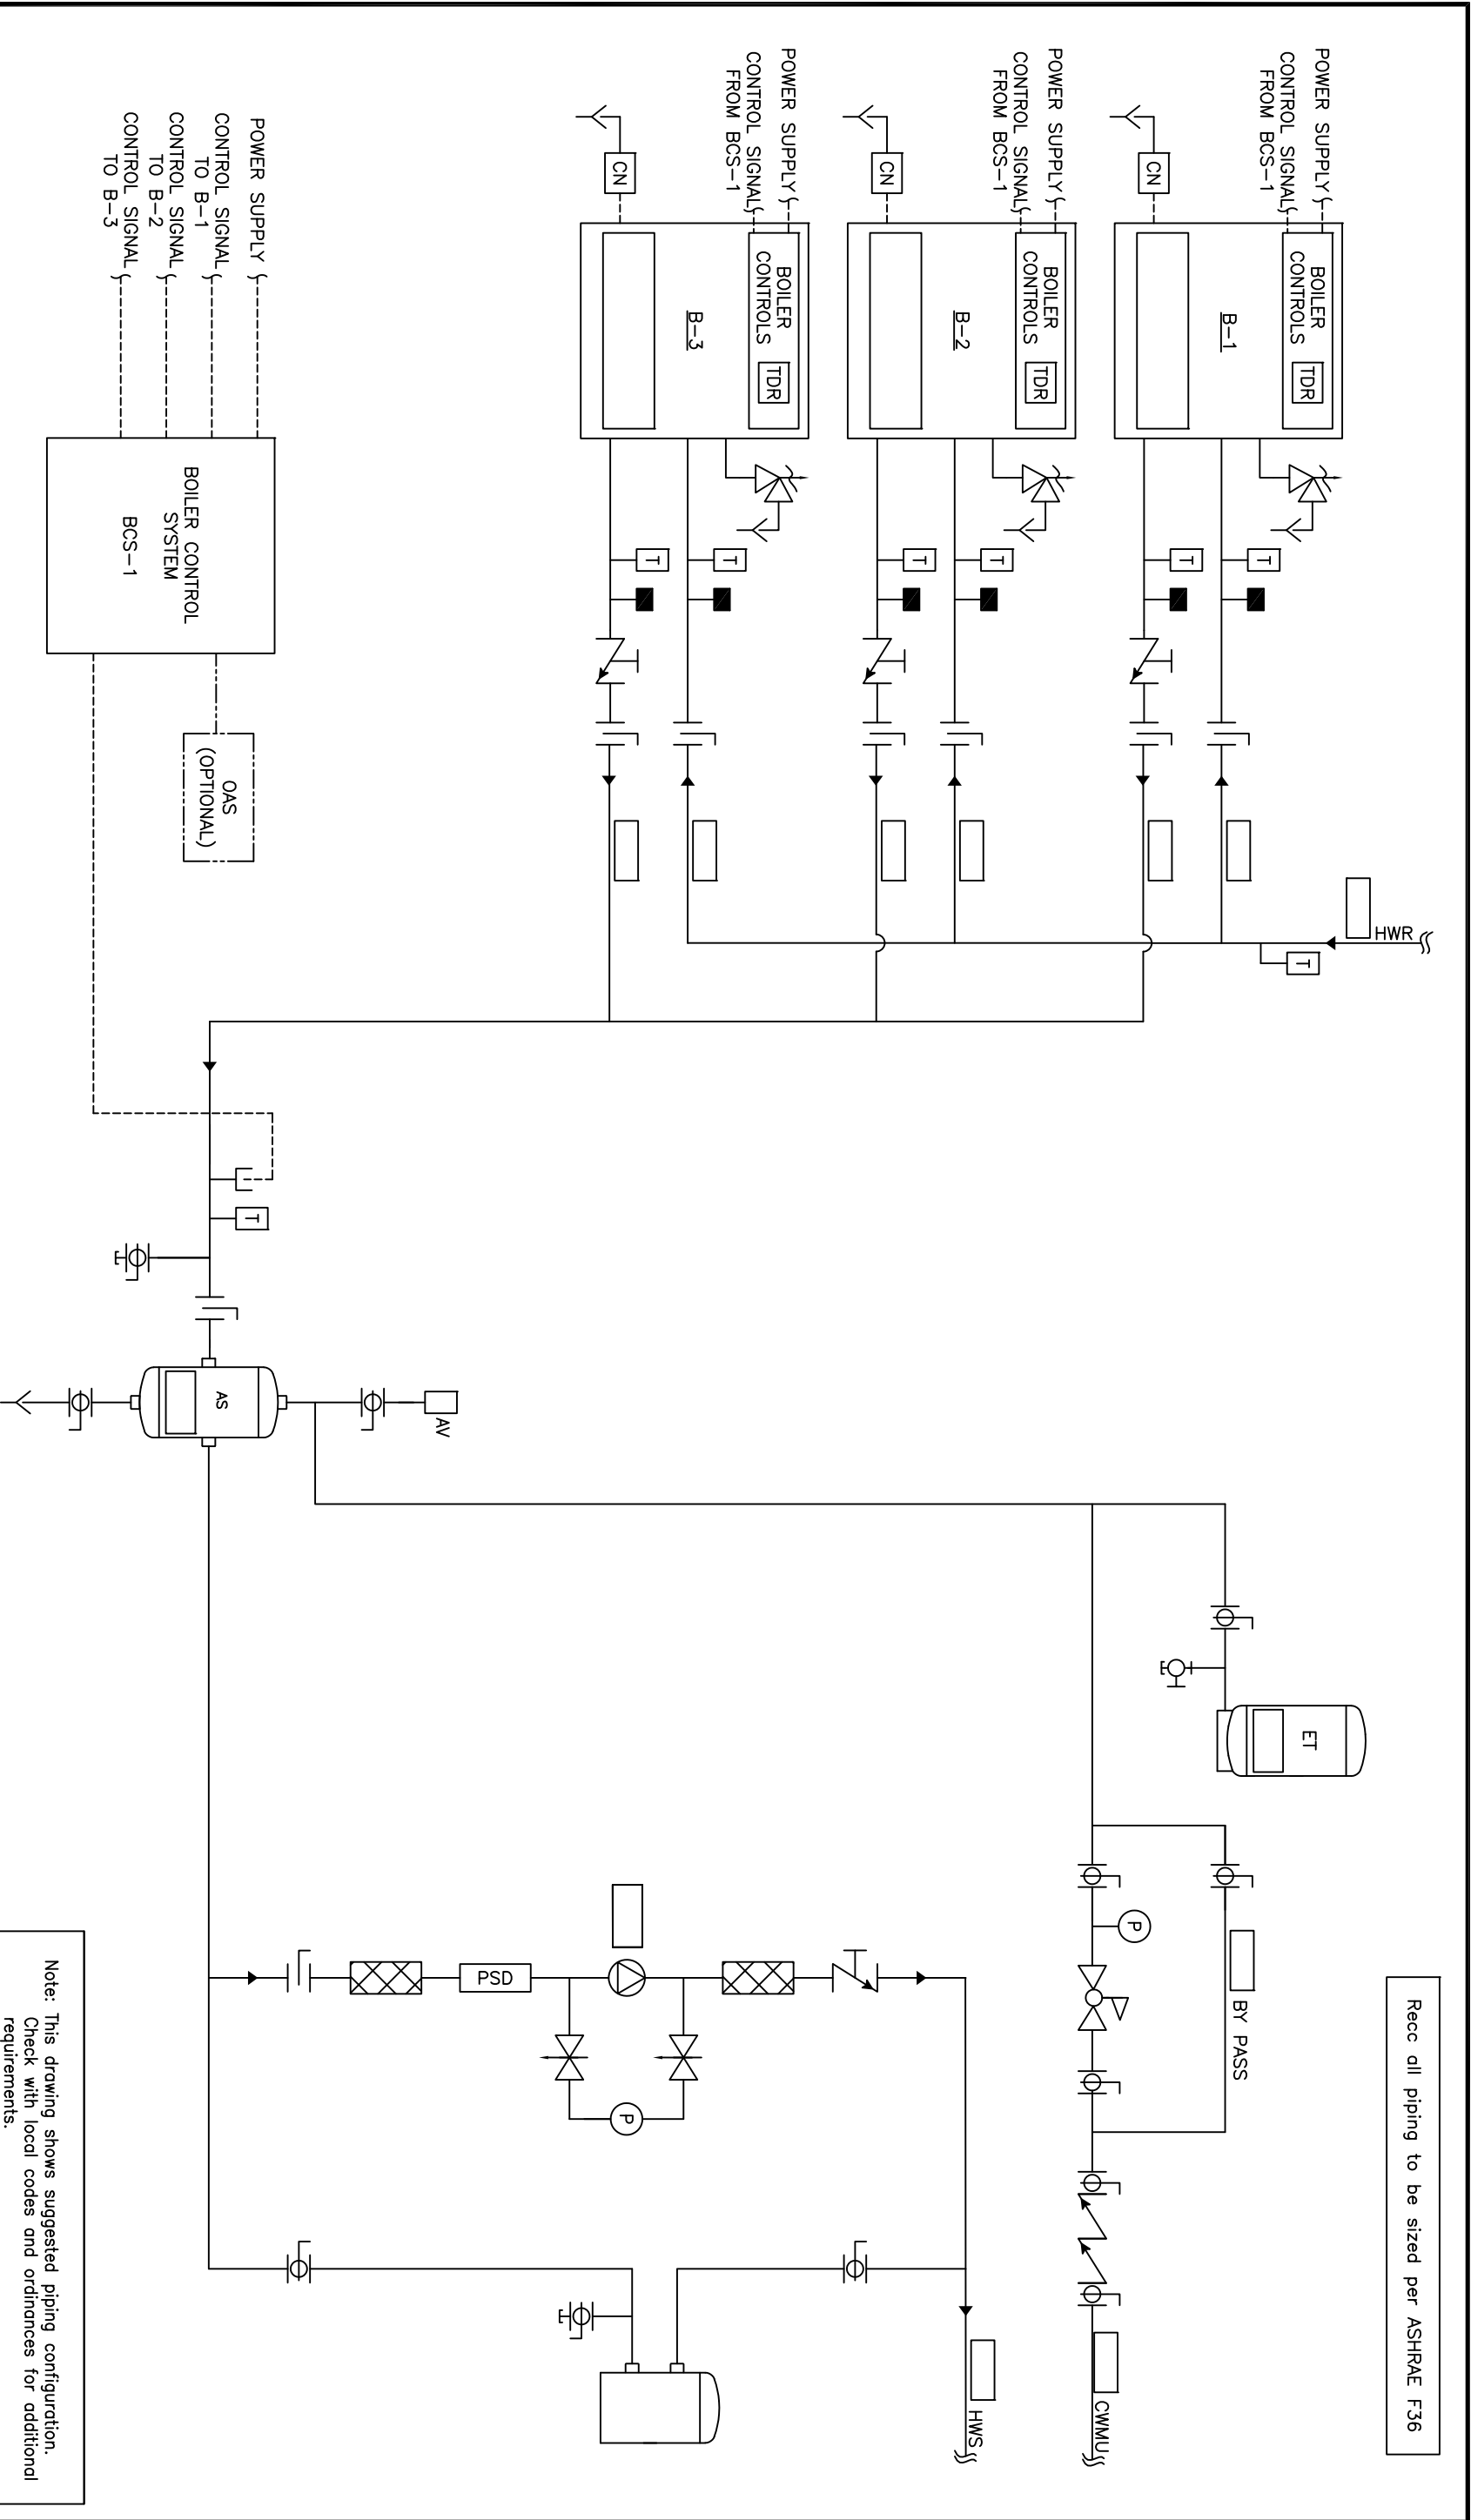 Recc all piping to be sized per ASHRAE F36
POWER SUPPLY
CONTROL SIGNAL
FROM BCS-1
CN
BOILER
CONTROLS
TDR
B-1
T
T
POWER SUPPLY
CONTROL SIGNAL
FROM BCS-1
CN
BOILER
CONTROLS
TDR
B-2
T
T
POWER SUPPLY
CONTROL SIGNAL
FROM BCS-1
CN
BOILER
CONTROLS
TDR
B-3
T
T
HWR
T
POWER SUPPLY
CONTROL SIGNAL
TO B-1
CONTROL SIGNAL
TO B-2
CONTROL SIGNAL
TO B-3
BOILER CONTROL
SYSTEM
BCS-1
OAS
(OPTIONAL)
T
AS
AV
ET
P
BY PASS
CWMU
PSD
P
HWS
Note: This drawing shows suggested piping configuration.
Check with local codes and ordinances for additional
requirements.